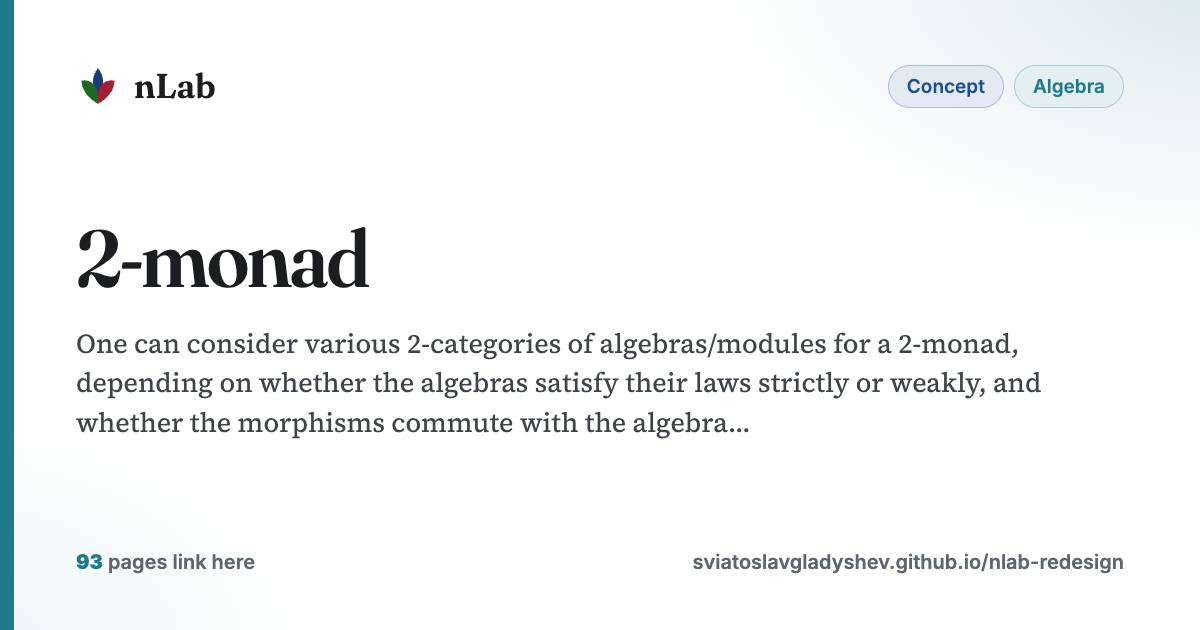 nLab
Concept
Algebra
2-monad
One can consider various 2-categories of algebras/modules for a 2-monad,
depending on whether the algebras satisfy their laws strictly or weakly, and
whether the morphisms commute with the algebra...
93 pages link here
sviatoslavgladyshev.github.io/nlab-redesign